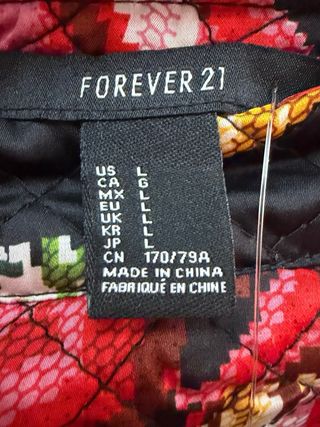 FOREVER 21
US L
CA G
MX L
EU L
UK L
KR L
JP L
CN 170/79A
MADE IN CHINA
FABRIQUÉ EN CHINE